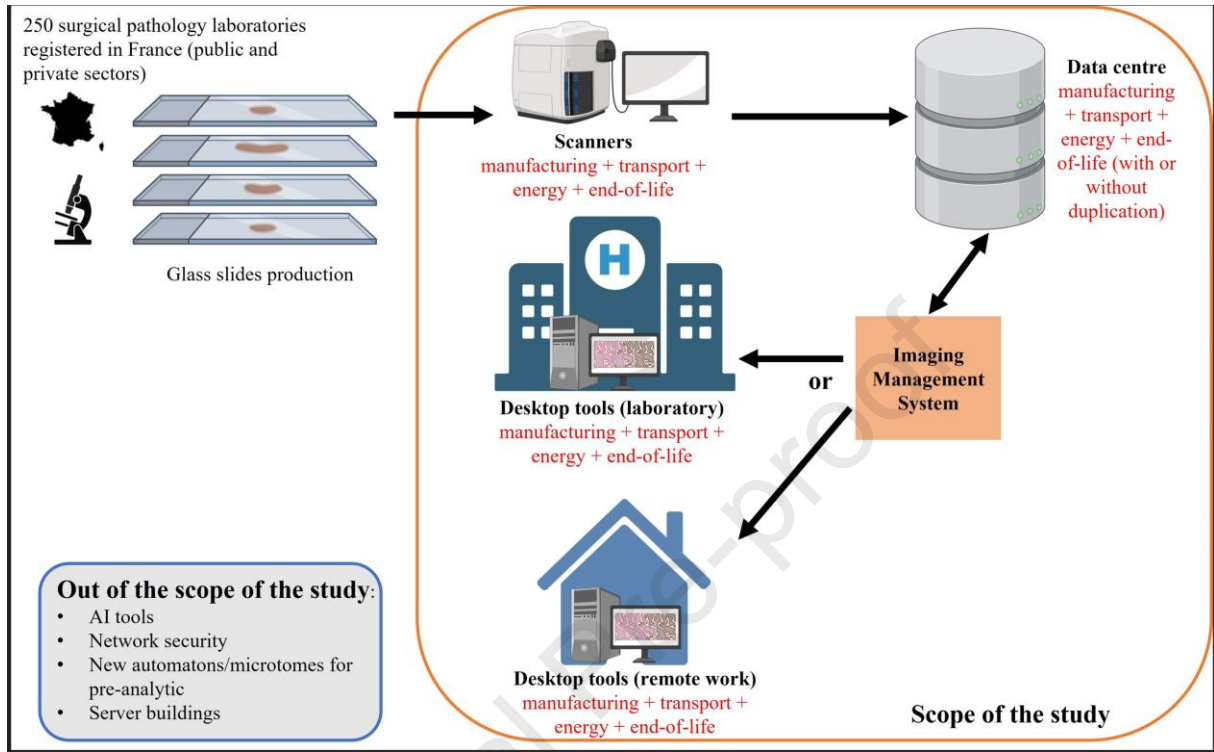 250 surgical pathology laboratories
registered in France (public and
private sectors)
Glass slides production
Scanners
manufacturing + transport +
energy + end-of-life
Data centre
manufacturing
+ transport +
energy + end-
of-life (with or
without
duplication)
H
Desktop tools (laboratory)
manufacturing + transport +
energy + end-of-life
or
Imaging
Management
System
Desktop tools (remote work)
manufacturing + transport +
energy + end-of-life
Out of the scope of the study:
• AI tools
• Network security
• New automatons/microtomes for
pre-analytic
• Server buildings
Scope of the study
l Pre-proof